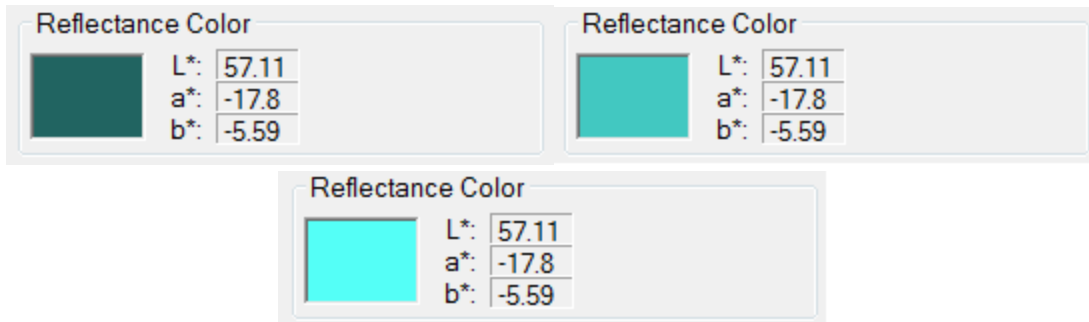 Reflectance Color
L*: 57.11
a*: -17.8
b*: -5.59
Reflectance Color
L*: 57.11
a*: -17.8
b*: -5.59
Reflectance Color
L*: 57.11
a*: -17.8
b*: -5.59